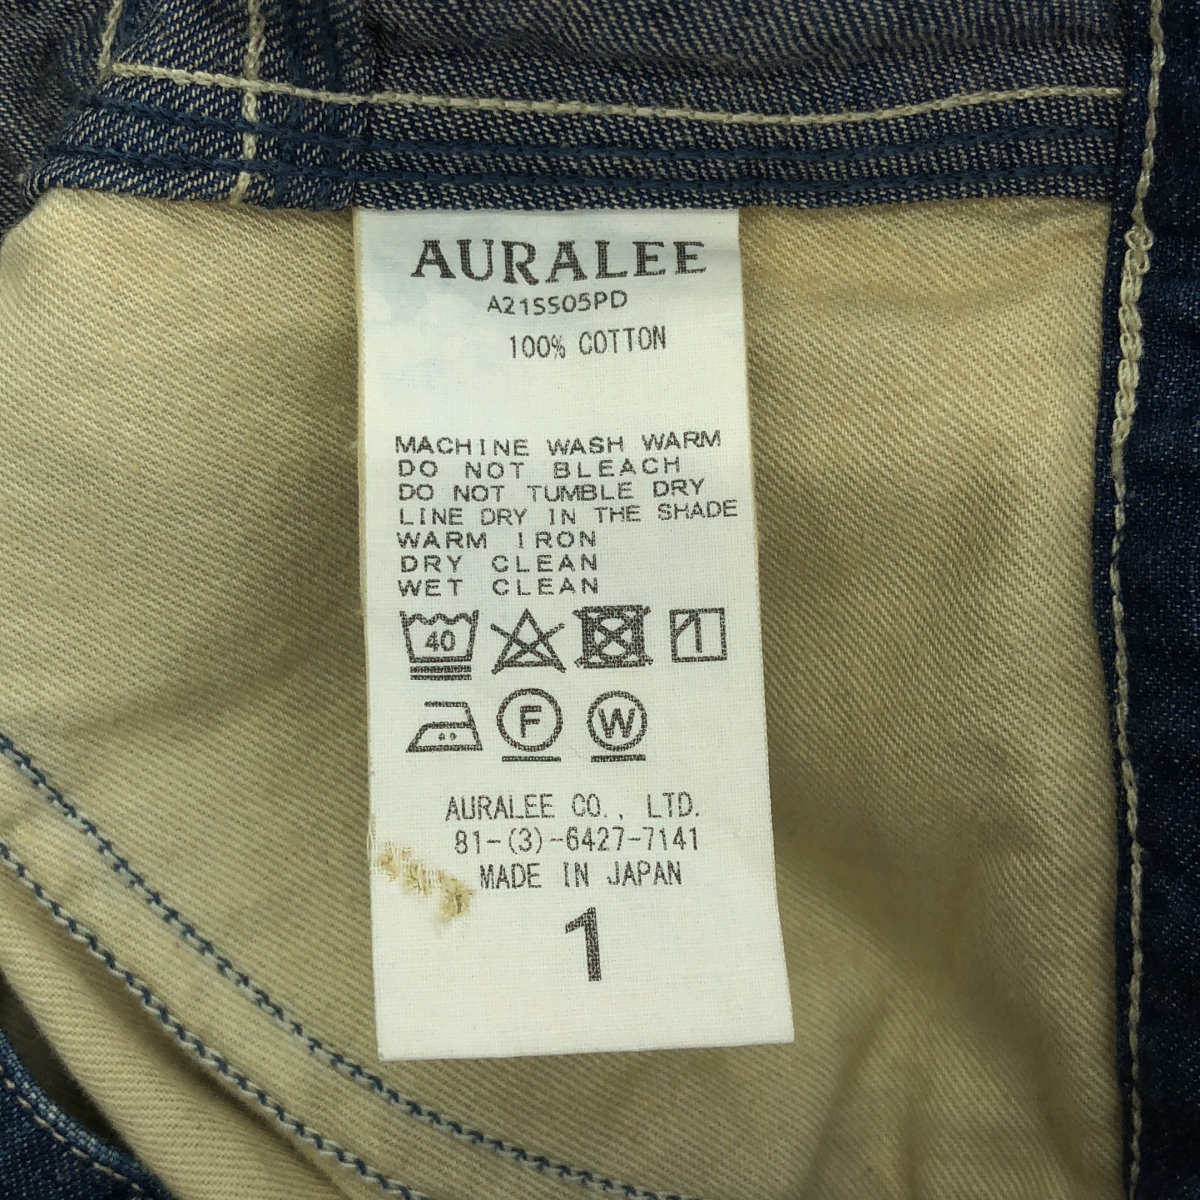 AURALEE
A21SS05PD
100% COTTON
MACHINE WASH WARM
DO NOT BLEACH
DO NOT TUMBLE DRY
LINE DRY IN THE SHADE
WARM IRON
DRY CLEAN
WET CLEAN
40
F W
AURALEE CO., LTD.
81-(3)-6427-7141
MADE IN JAPAN
1